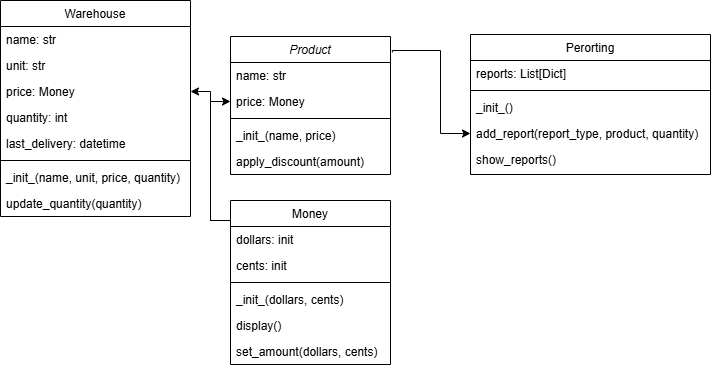 Warehouse
name: str
unit: str
price: Money
quantity: int
last_delivery: datetime
_init_(name, unit, price, quantity)
update_quantity(quantity)
Product
name: str
price: Money
_init_(name, price)
apply_discount(amount)
Perorting
reports: List[Dict]
_init_()
add_report(report_type, product, quantity)
show_reports()
Money
dollars: init
cents: init
_init_(dollars, cents)
display()
set_amount(dollars, cents)